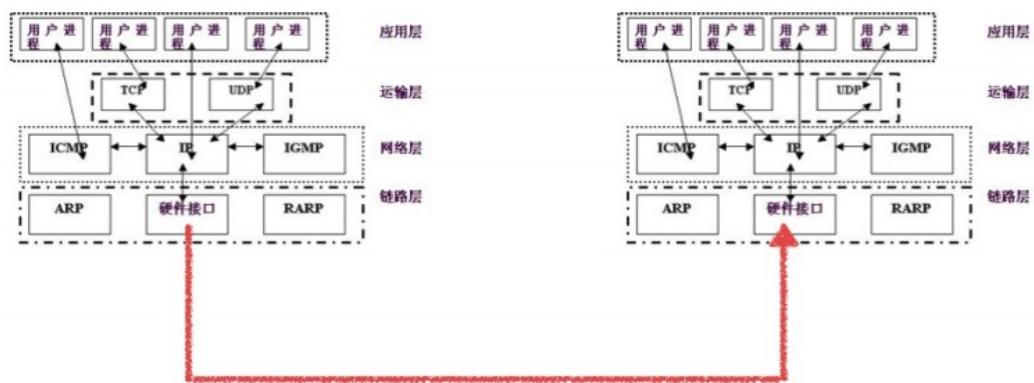 用户进程
用户进程
用户进程
用户进程
应用层
TCP
UDP
运输层
ICMP
IP
IGMP
网络层
ARP
硬件接口
RARP
链路层
用户进程
用户进程
用户进程
用户进程
应用层
TCP
UDP
运输层
ICMP
IP
IGMP
网络层
ARP
硬件接口
RARP
链路层